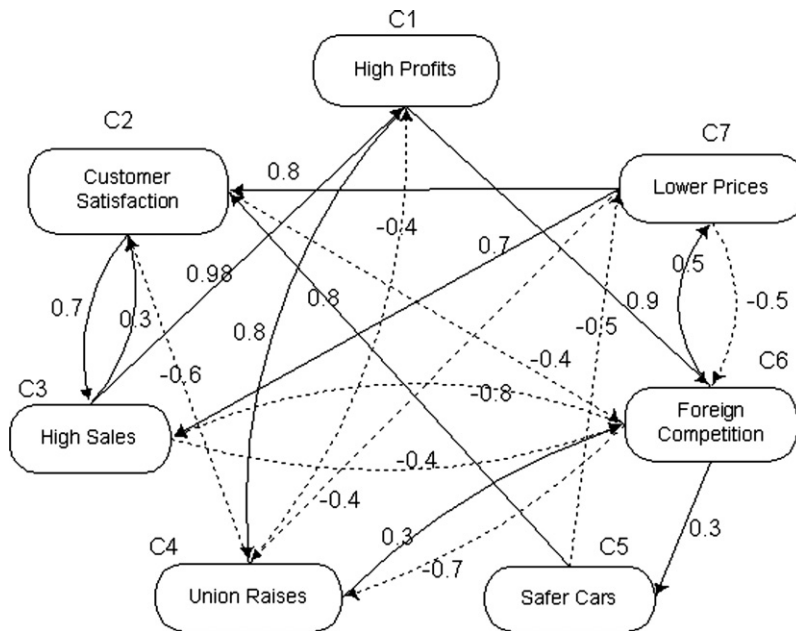 C1
High Profits
C2
Customer
Satisfaction
C7
Lower Prices
0.8
-0.4
0.7
0.98
0.7
0.3
0.8
0.8
0.9
0.5
-0.5
-0.5
C6
Foreign
Competition
-0.6
-0.4
-0.8
C3
High Sales
-0.4
-0.4
0.3
-0.7
0.3
C4
Union Raises
C5
Safer Cars